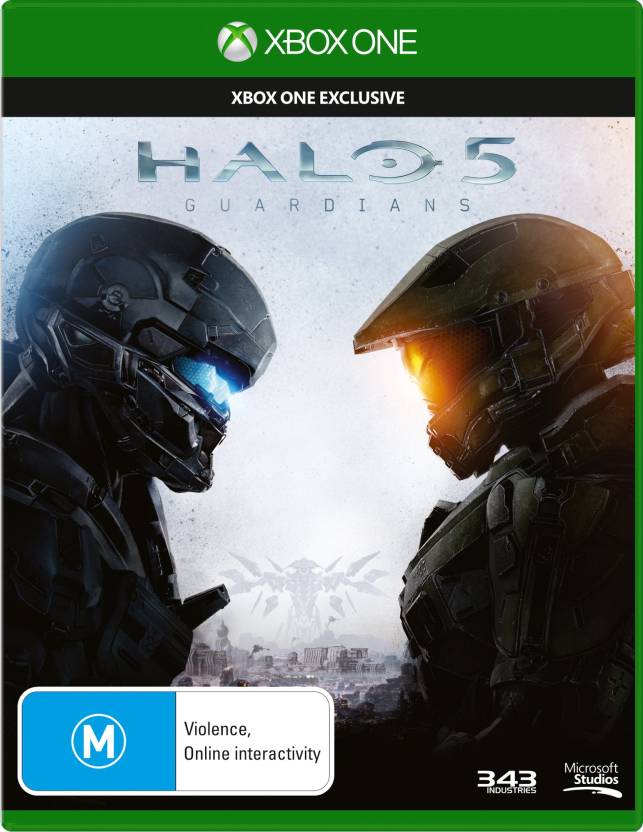 XBOX ONE
XBOX ONE EXCLUSIVE
HALO 5
GUARDIANS
M
Violence,
Online interactivity
343
INDUSTRIES
Microsoft
Studios